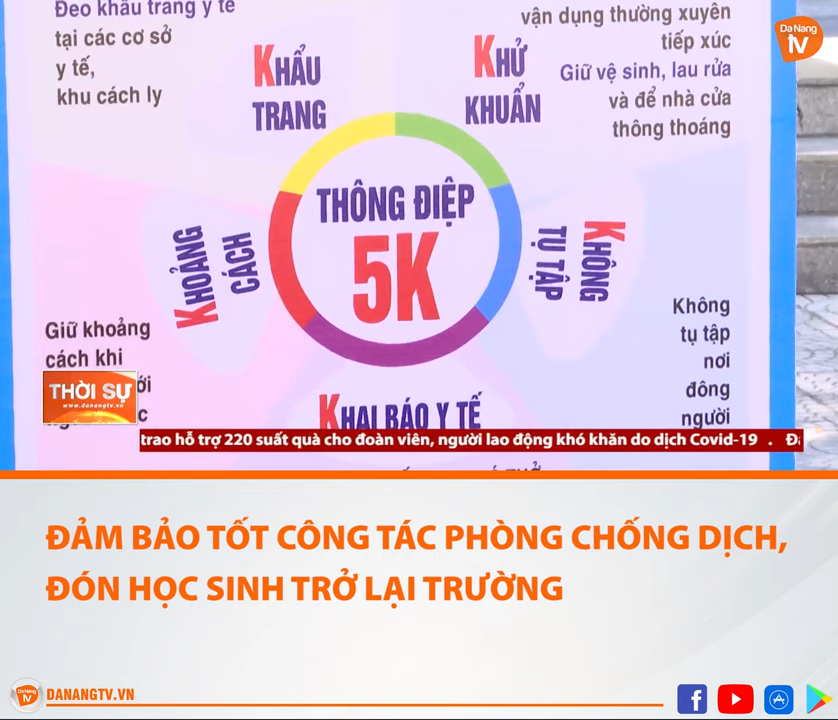 Đeo khẩu trang y tế
tại các cơ sở
y tế,
khu cách ly
KHẨU
TRANG
KHỬ
KHUẨN
vận dụng thường xuyên
tiếp xúc
Giữ vệ sinh, lau rửa
và để nhà cửa
thông thoáng
DaNang
tv
THÔNG ĐIỆP
5K
KHOẢNG
CÁCH
KHÔNG
TỤ TẬP
Giữ khoảng
cách khi
Không
tụ tập
nơi
đông
người
KHAI BÁO Y TẾ
THỜI SỰ
www.danangtv.vn
trao hỗ trợ 220 suất quà cho đoàn viên, người lao động khó khăn do dịch Covid-19 .
ĐẢM BẢO TỐT CÔNG TÁC PHÒNG CHỐNG DỊCH,
ĐÓN HỌC SINH TRỞ LẠI TRƯỜNG
DaNang
tv
DANANGTV.VN